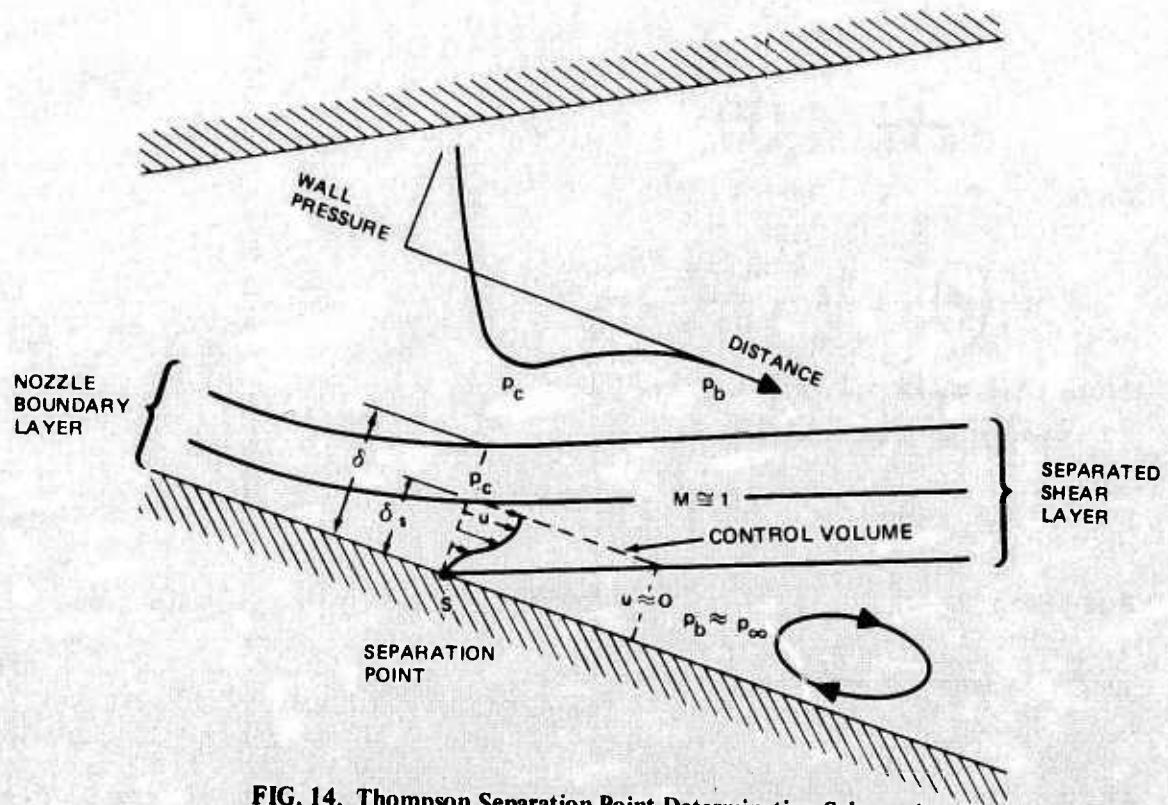 WALL
PRESSURE
DISTANCE
p_c
p_b
NOZZLE
BOUNDARY
LAYER
δ
p_c
δ_s
u
M ≅ 1
SEPARATED
SHEAR
LAYER
CONTROL VOLUME
S
u ≈ 0
p_b ≈ p_∞
SEPARATION
POINT
FIG. 14. Thompson Separation Point Determination